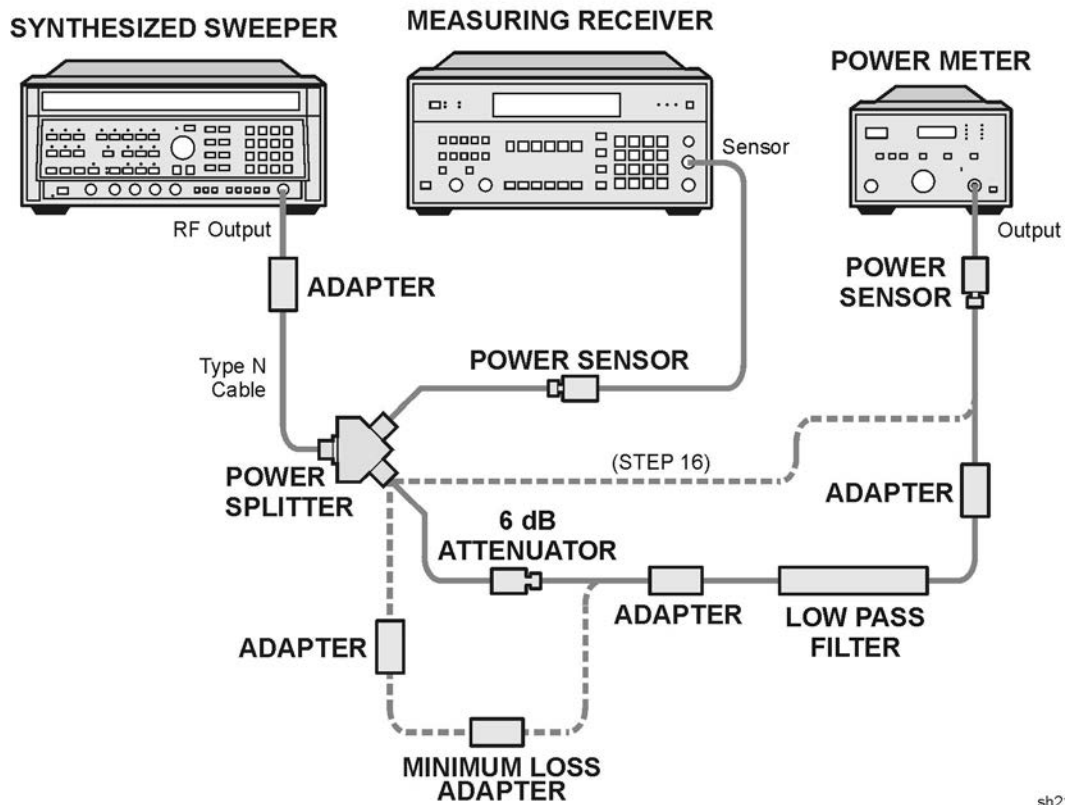 SYNTHESIZED SWEEPER
MEASURING RECEIVER
POWER METER
Sensor
RF Output
Output
ADAPTER
POWER
SENSOR
Type N
Cable
POWER SENSOR
(STEP 16)
POWER
SPLITTER
ADAPTER
6 dB
ATTENUATOR
ADAPTER
LOW PASS
FILTER
ADAPTER
MINIMUM LOSS
ADAPTER